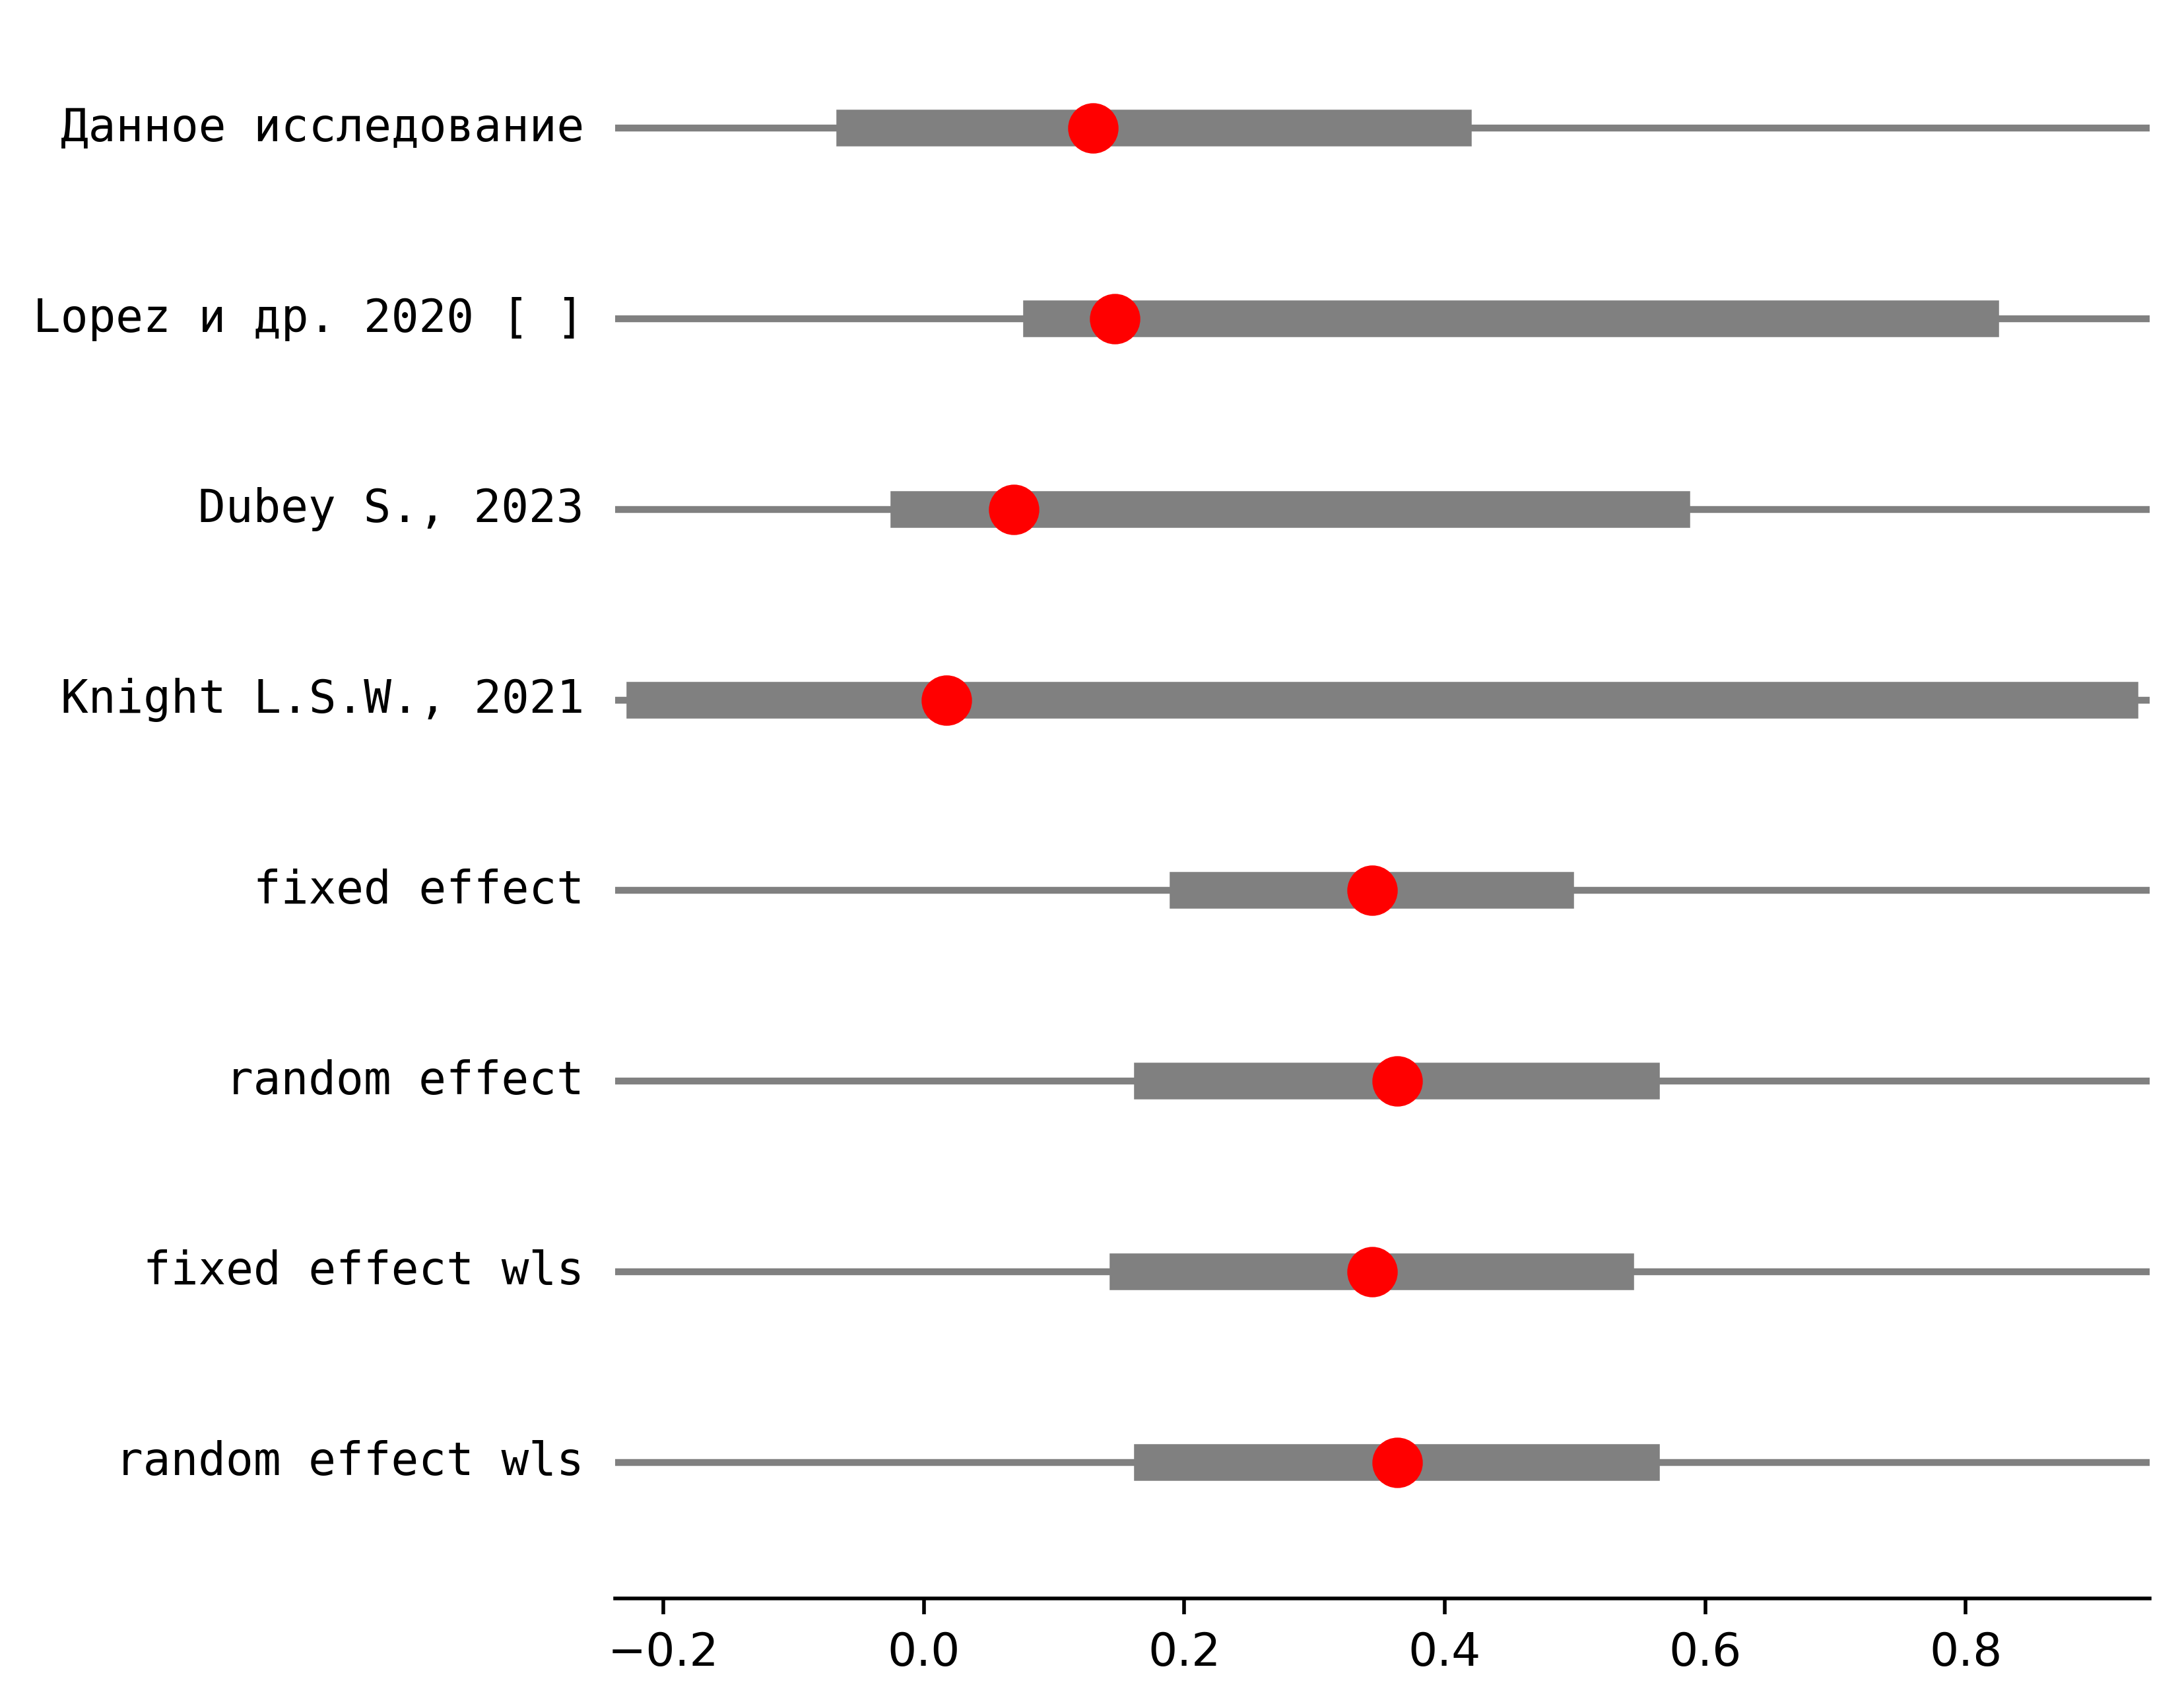 Данное исследование
Lopez и др. 2020 [ ]
Dubey S., 2023
Knight L.S.W., 2021
fixed effect
random effect
fixed effect wls
random effect wls
−0.2 0.0 0.2 0.4 0.6 0.8